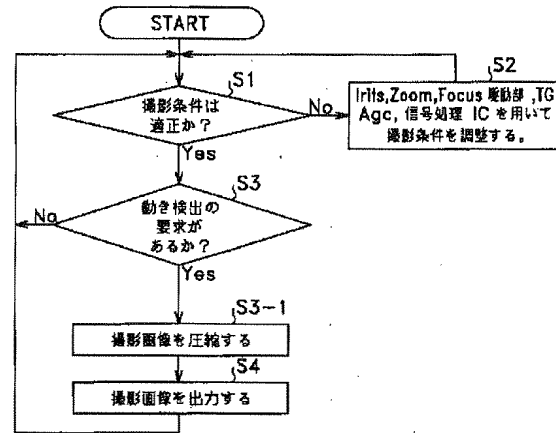 START
S1
撮影条件は
適正か?
No
Yes
S2
Irits,Zoom,Focus 駆動部 ,TG
Agc, 信号処理 IC を用いて
撮影条件を調整する。
S3
動き検出の
要求が
あるか?
No
Yes
S3-1
撮影画像を圧縮する
S4
撮影画像を出力する